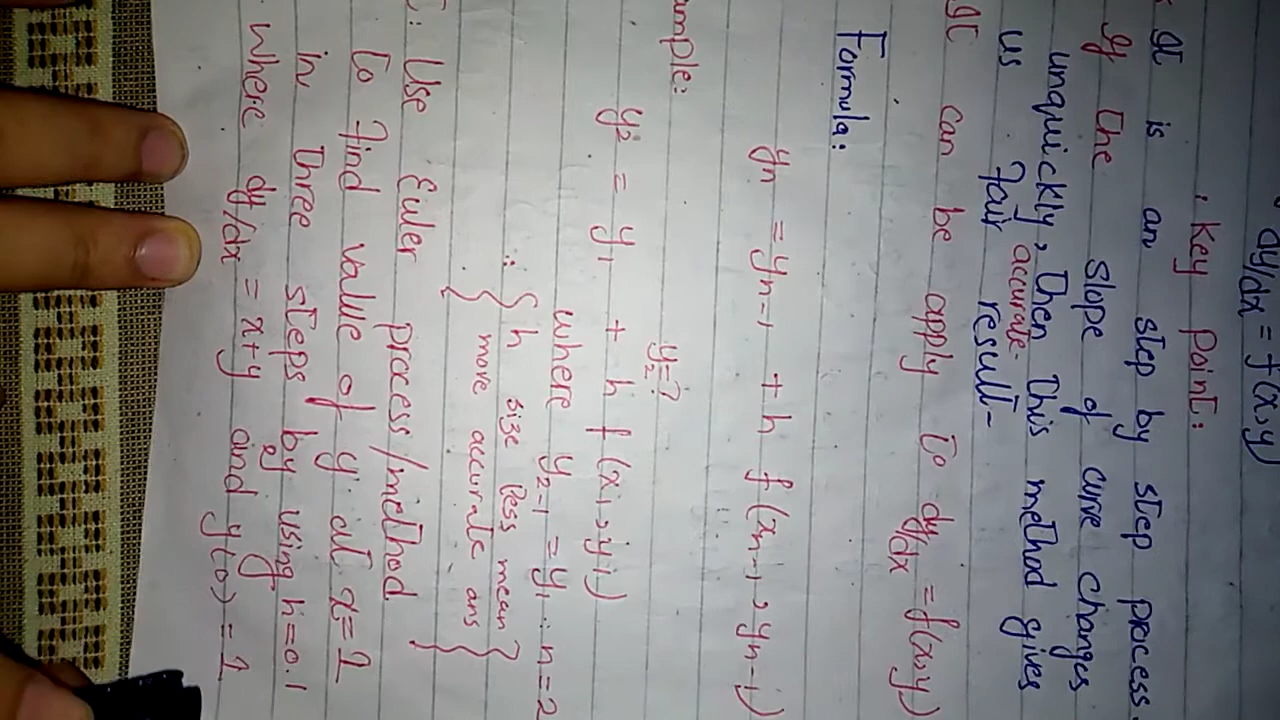 dy/dx = f(x,y)
Key Point:
It is an step by step process.
If the slope of curve changes
unquickly, Then This method gives
us fair accurate result
It can be apply To dy/dx = f(x,y)
Formula:
yn = yn-1 + h f(xn-1, yn-1)
ample:
y2=?
y2 = y1 + h f(x1, y1)
where y2-1 = y1 ∴ n=2
∴ { h size less mean }
{ more accurate ans }
: Use Euler process/method
To find value of y at x=1
in three steps by using h=0.1
where dy/dx = x+y and y(0)=1